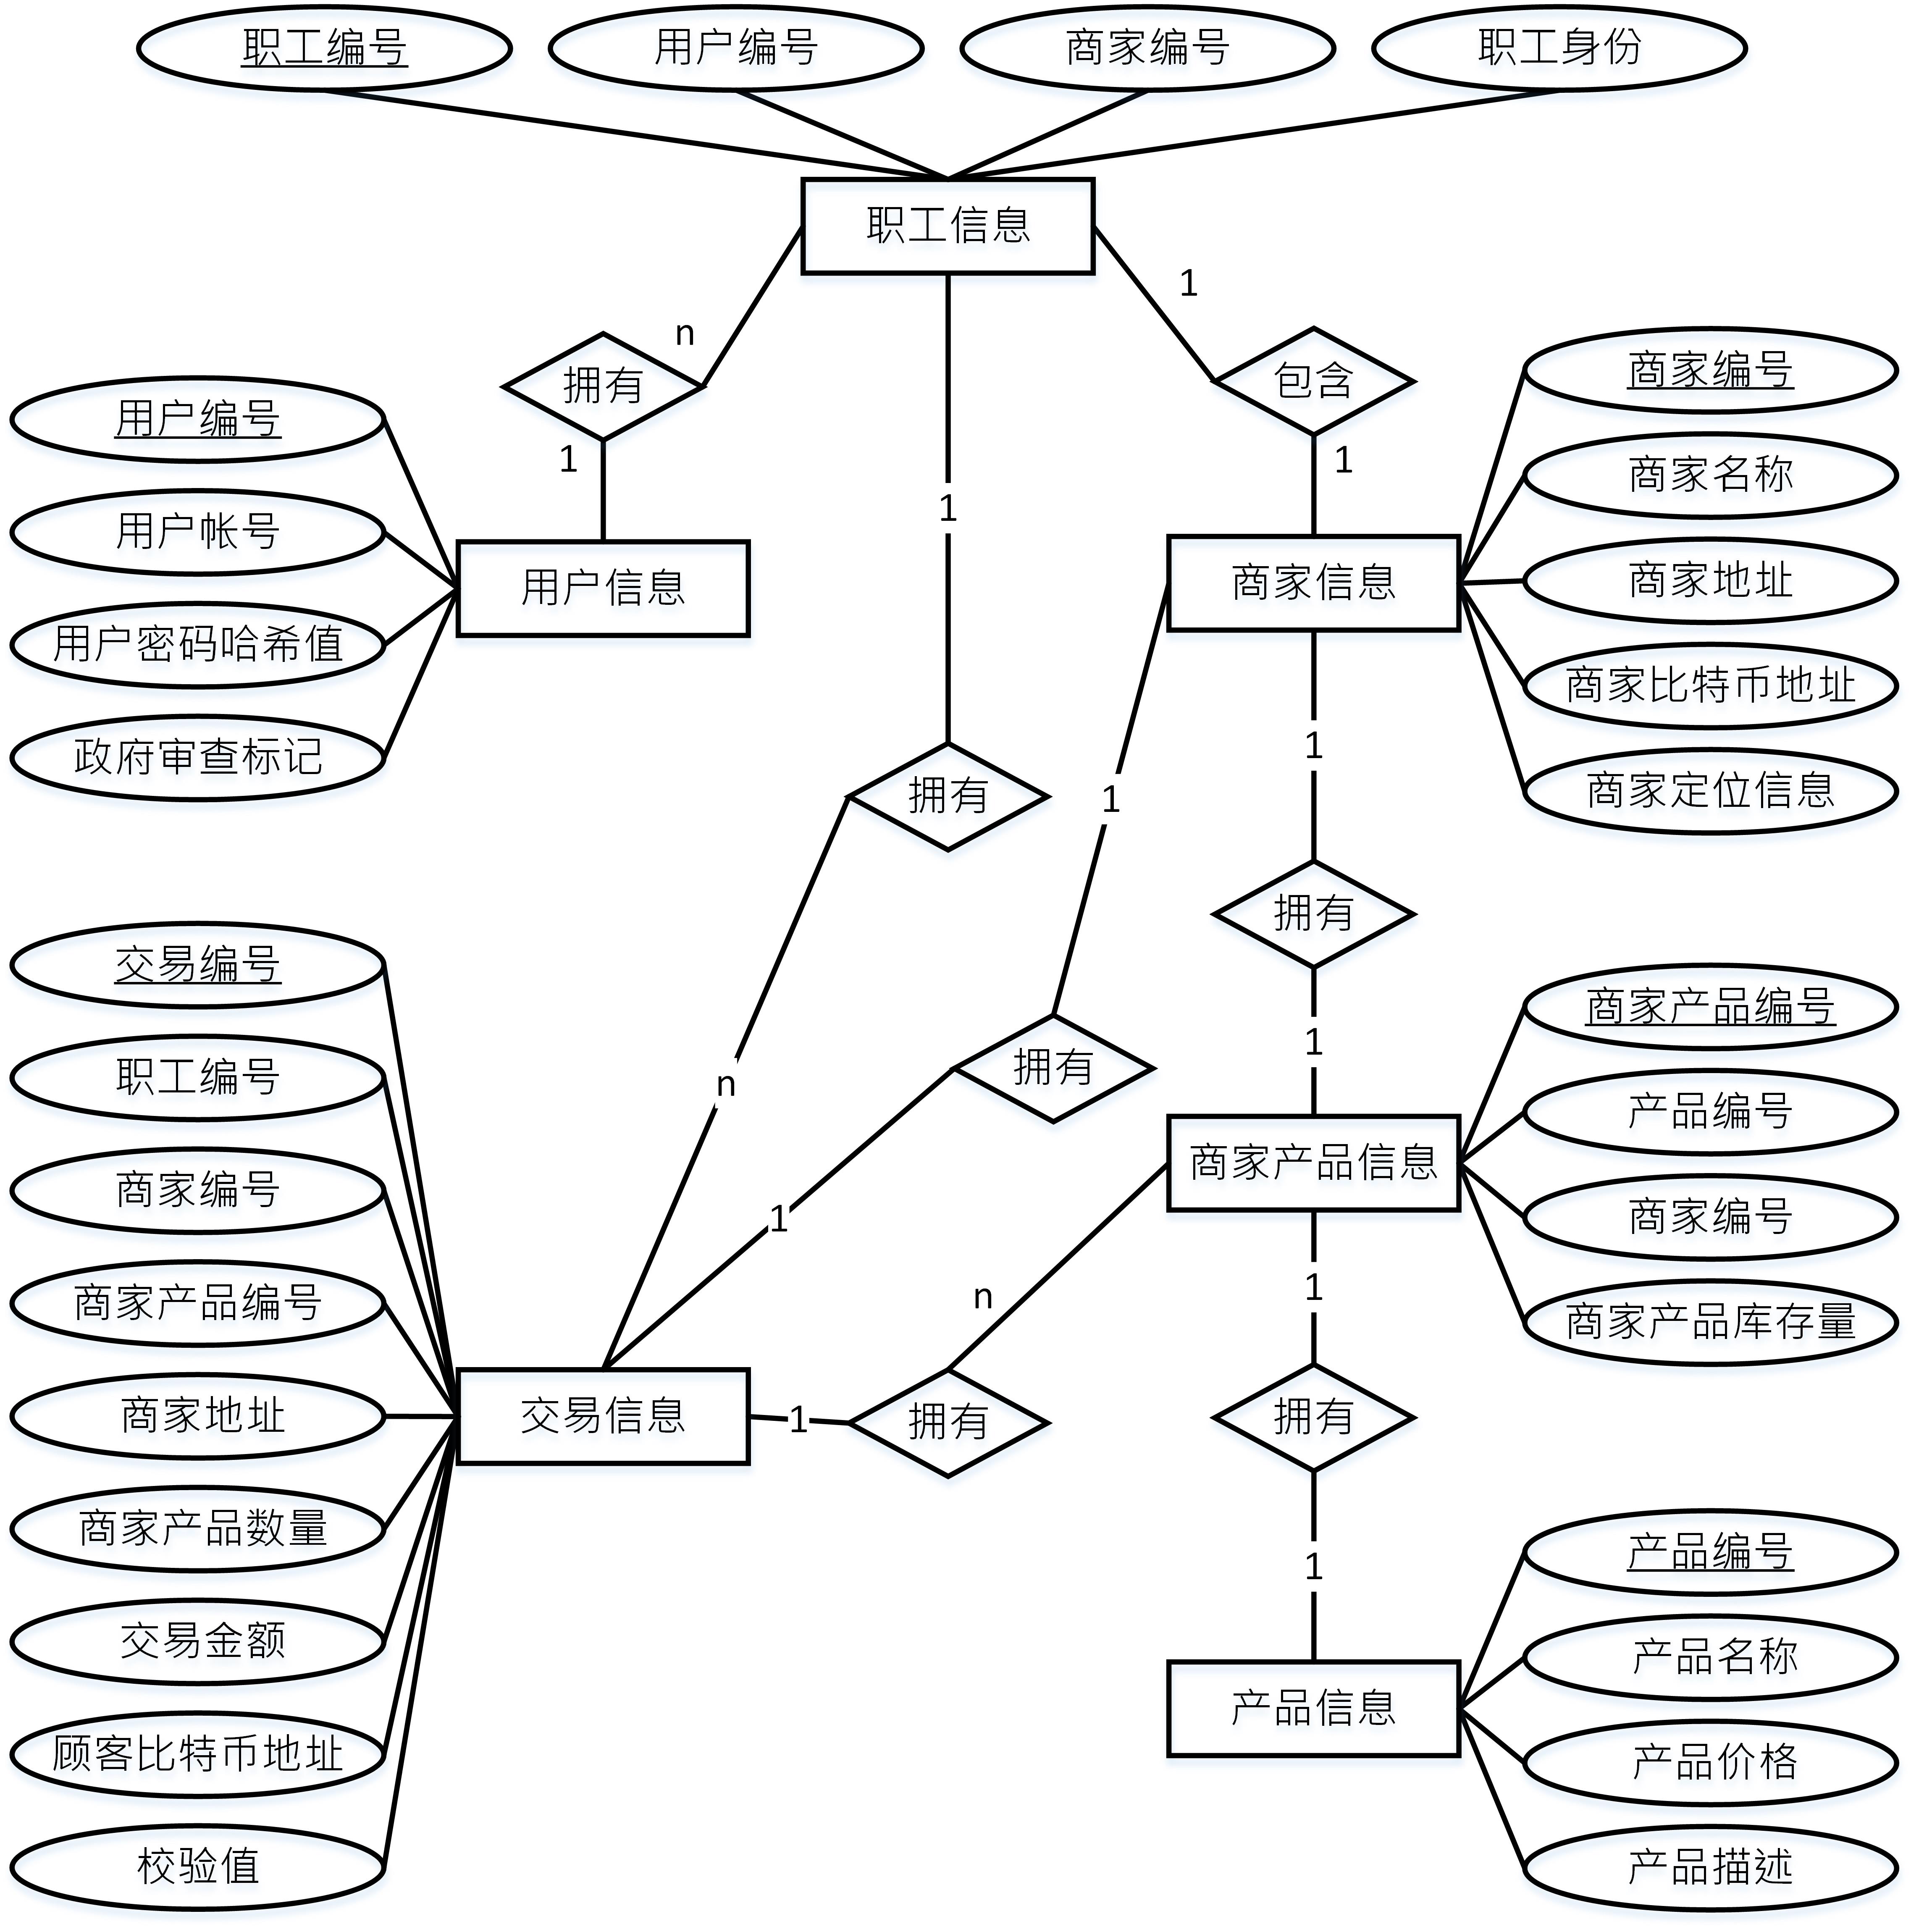 职工编号
用户编号
商家编号
职工身份
职工信息
1
n
拥有
包含
商家编号
用户编号
1
1
商家名称
1
用户帐号
用户信息
商家信息
商家地址
用户密码哈希值
商家比特币地址
1
政府审查标记
拥有
1
商家定位信息
拥有
交易编号
商家产品编号
1
拥有
n
职工编号
产品编号
商家产品信息
商家编号
1
商家编号
1
n
商家产品编号
商家产品库存量
交易信息
1
拥有
拥有
商家地址
商家产品数量
1
产品编号
交易金额
产品名称
产品信息
顾客比特币地址
产品价格
校验值
产品描述